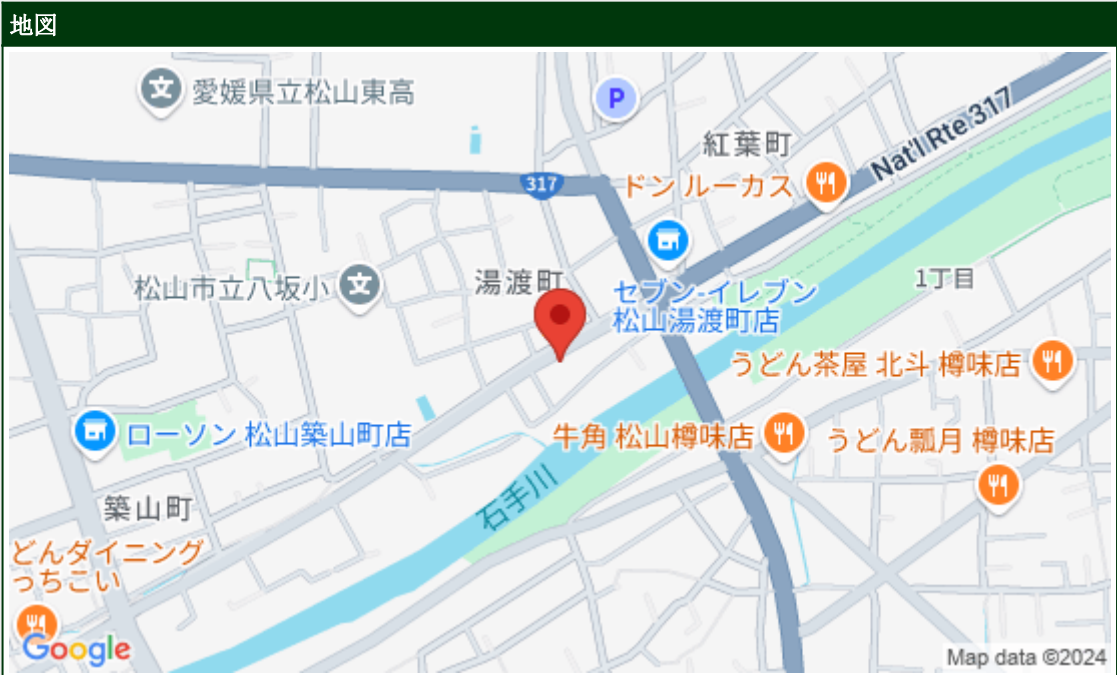 地図
愛媛県立松山東高
P
紅葉町
Nat'l Rte 317
317
ドン ルーカス
松山市立八坂小
湯渡町
セブン-イレブン
松山湯渡町店
1丁目
うどん茶屋 北斗 樽味店
ローソン 松山築山町店
牛角 松山樽味店
うどん瓢月 樽味店
石手川
築山町
どんダイニング
っちこい
Google
Map data ©2024